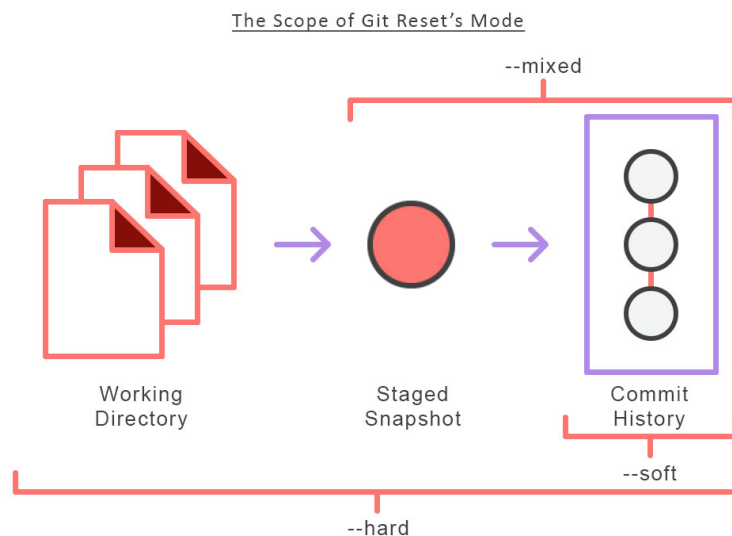 The Scope of Git Reset's Mode
--mixed
Working
Directory
Staged
Snapshot
Commit
History
--soft
--hard